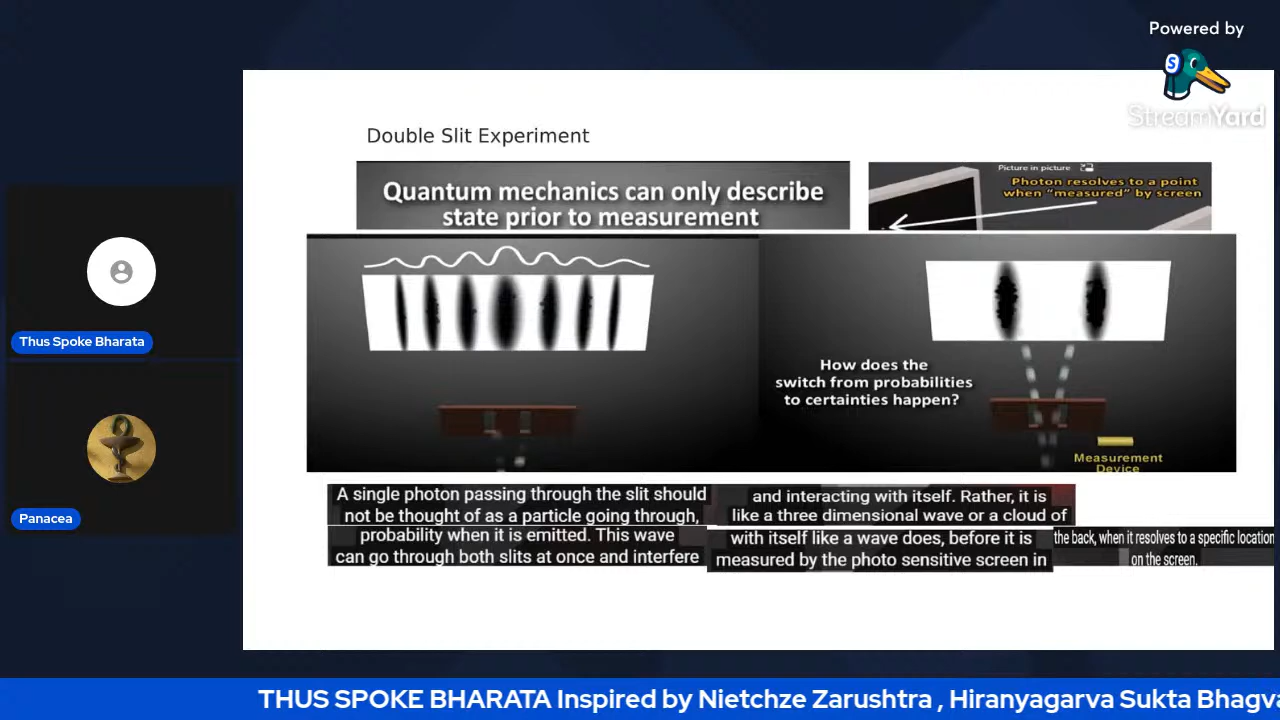 Powered by
S
StreamYard
Double Slit Experiment
Quantum mechanics can only describe
state prior to measurement
Picture in picture
Photon resolves to a point
when "measured" by screen
How does the
switch from probabilities
to certainties happen?
Measurement
Device
A single photon passing through the slit should
not be thought of as a particle going through,
and interacting with itself. Rather, it is
like a three dimensional wave or a cloud of
probability when it is emitted. This wave
can go through both slits at once and interfere
with itself like a wave does, before it is
measured by the photo sensitive screen in
the back, when it resolves to a specific location
on the screen.
Thus Spoke Bharata
Panacea
THUS SPOKE BHARATA Inspired by Nietchze Zarushtra , Hiranyagarva Sukta Bhagva